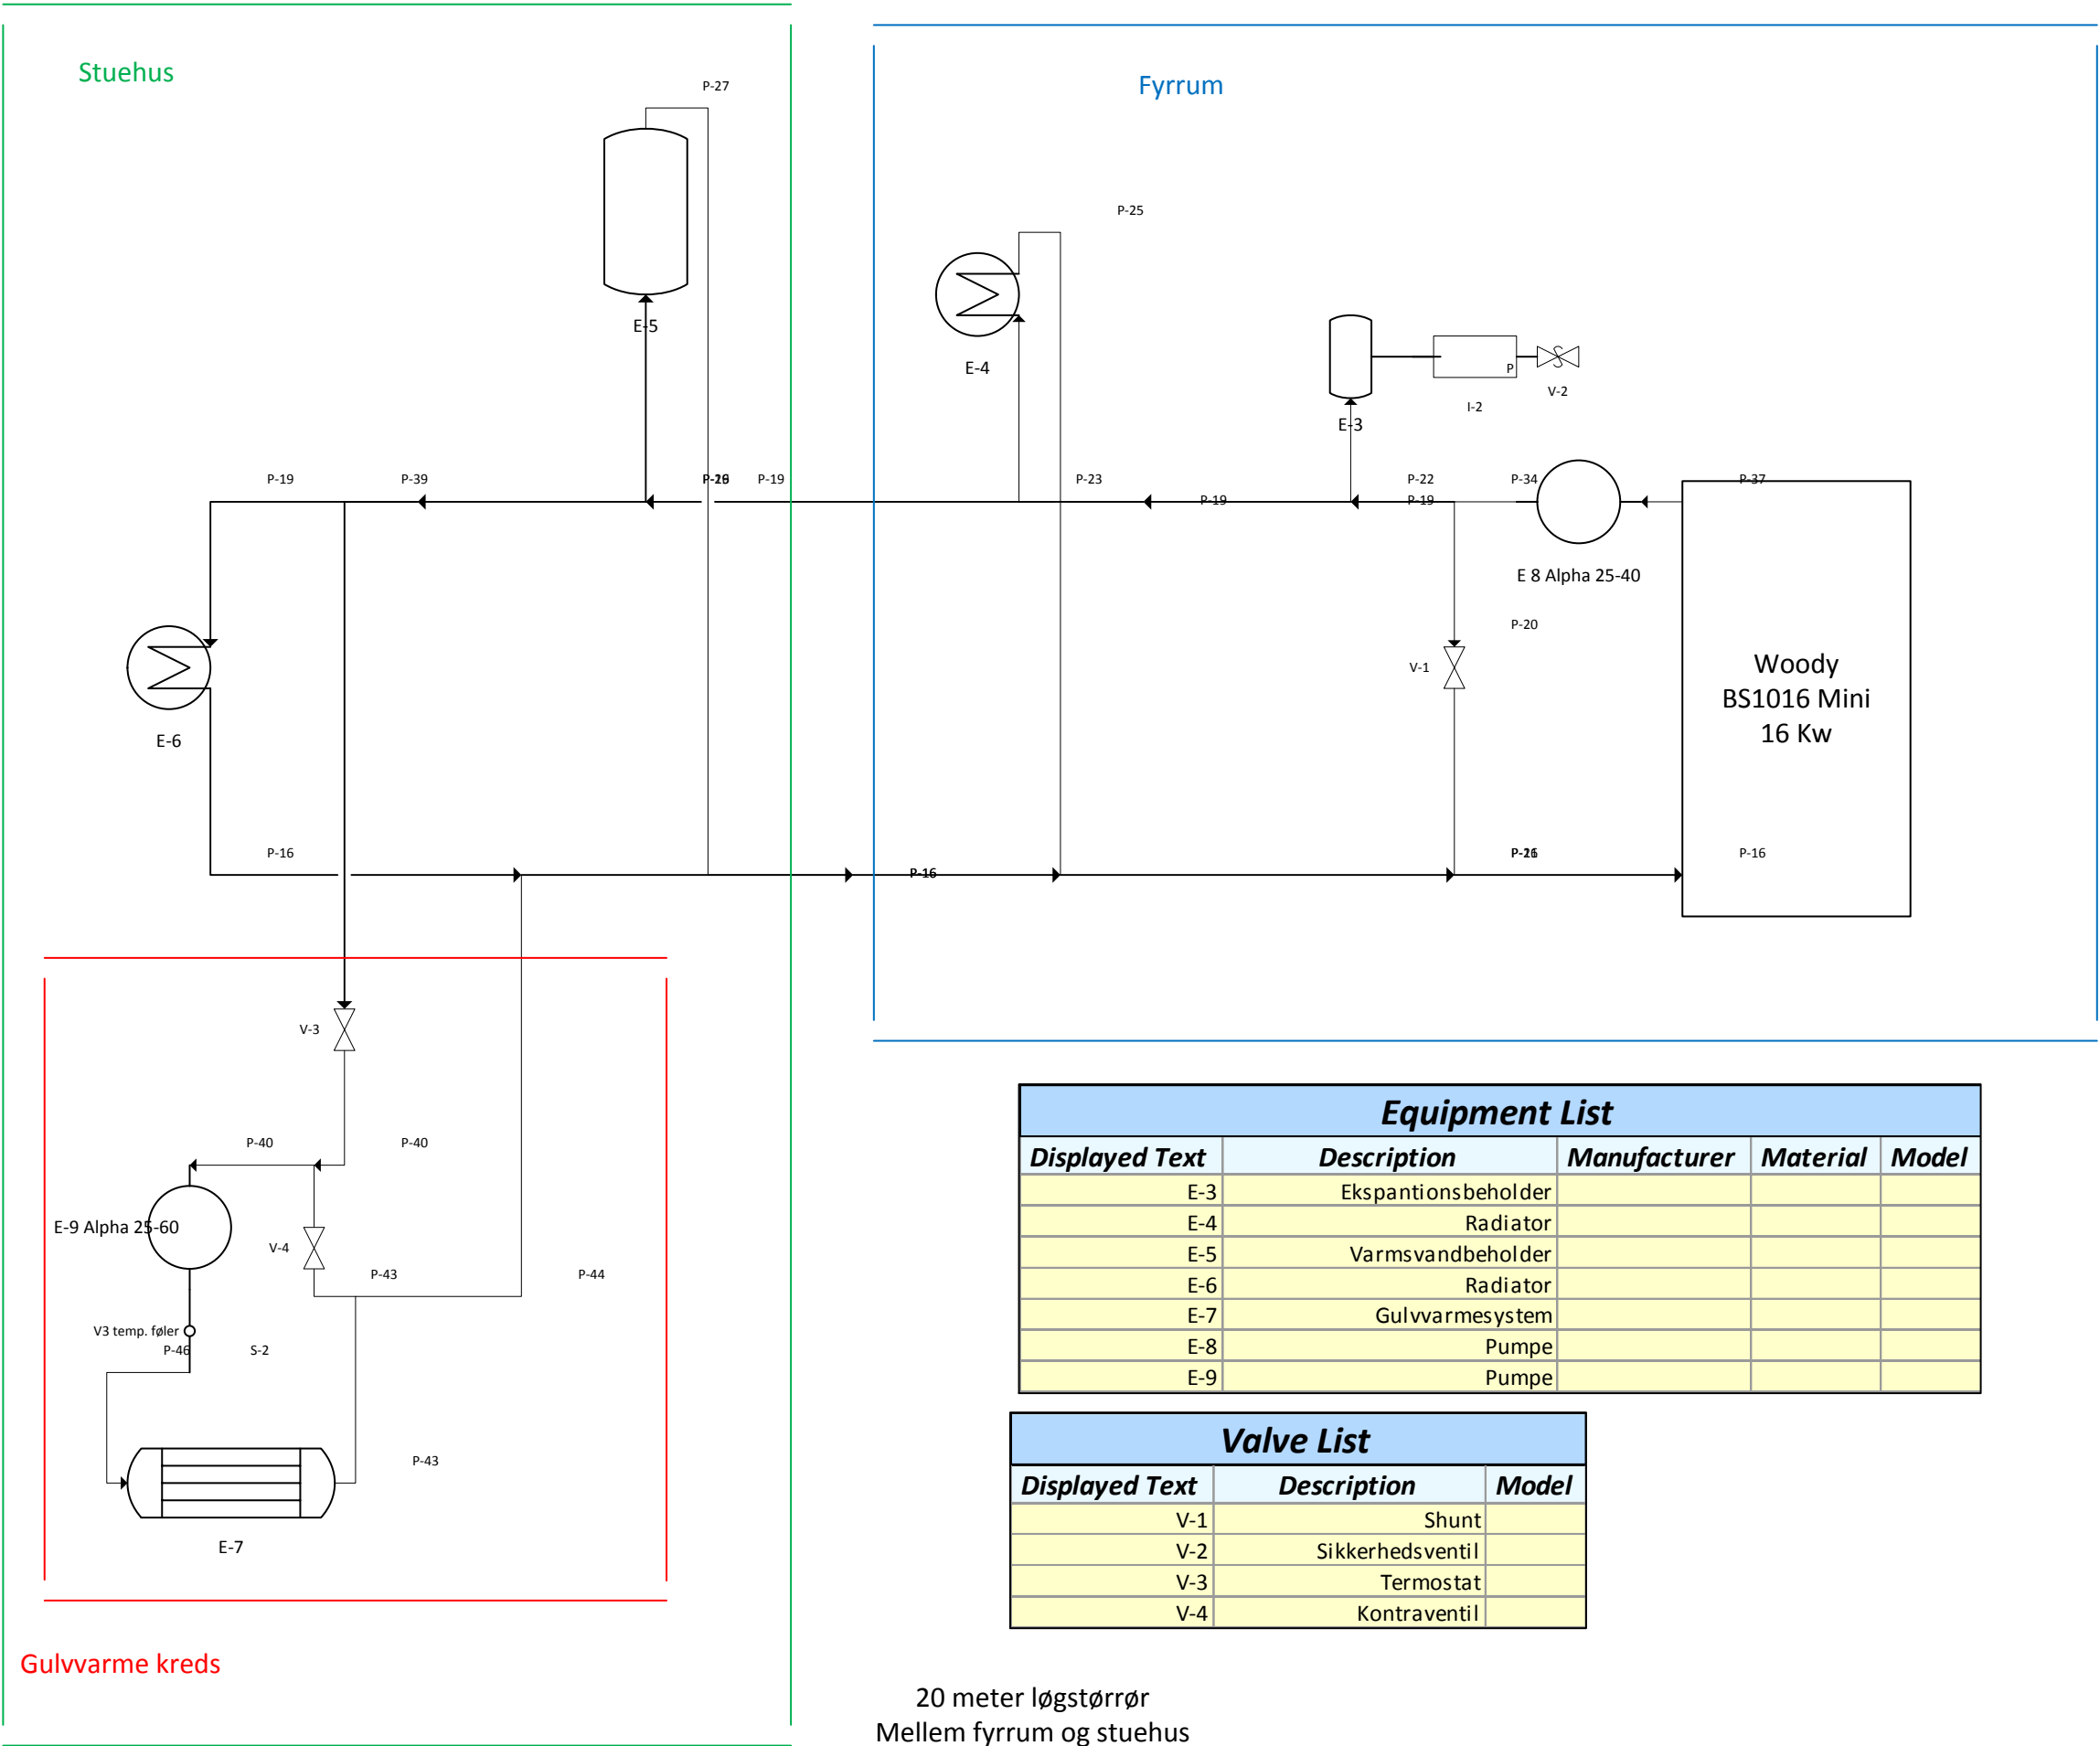 Stuehus
Fyrrum
P-27
P-25
E-5
E-4
E-3
P
I-2
V-2
P-19
P-39
P-19
P-23
P-22
P-34
P-37
P-19
P-19
E 8 Alpha 25-40
P-20
V-1
Woody
BS1016 Mini
16 Kw
E-6
P-16
P-16
P-16
V-3
P-40
P-40
E-9 Alpha 25-60
V-4
P-43
P-44
V3 temp. føler
P-46
S-2
P-43
E-7
Gulvvarme kreds
Equipment List
Displayed Text Description Manufacturer Material Model
E-3 Ekspantionsbeholder
E-4 Radiator
E-5 Varmsvandbeholder
E-6 Radiator
E-7 Gulvvarmesystem
E-8 Pumpe
E-9 Pumpe
Valve List
Displayed Text Description Model
V-1 Shunt
V-2 Sikkerhedsventil
V-3 Termostat
V-4 Kontraventil
20 meter løgstørrør
Mellem fyrrum og stuehus